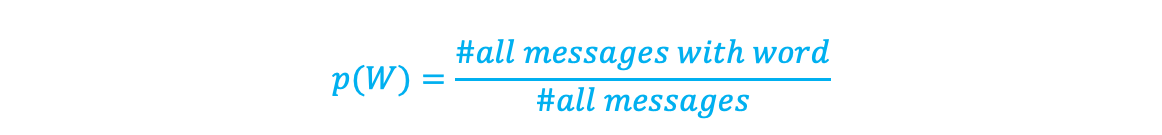 p(W) = #all messages with word
#all messages